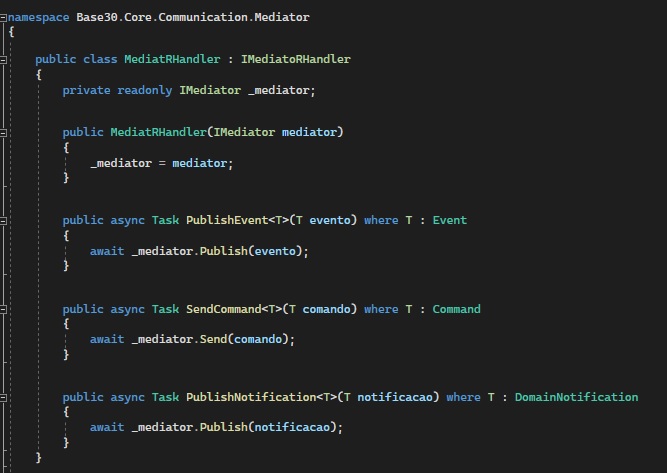 namespace Base30.Core.Communication.Mediator
{
public class MediatRHandler : IMediatoRHandler
{
private readonly IMediator _mediator;
public MediatRHandler(IMediator mediator)
{
_mediator = mediator;
}
public async Task PublishEvent<T>(T evento) where T : Event
{
await _mediator.Publish(evento);
}
public async Task SendCommand<T>(T comando) where T : Command
{
await _mediator.Send(comando);
}
public async Task PublishNotification<T>(T notificacao) where T : DomainNotification
{
await _mediator.Publish(notificacao);
}
}